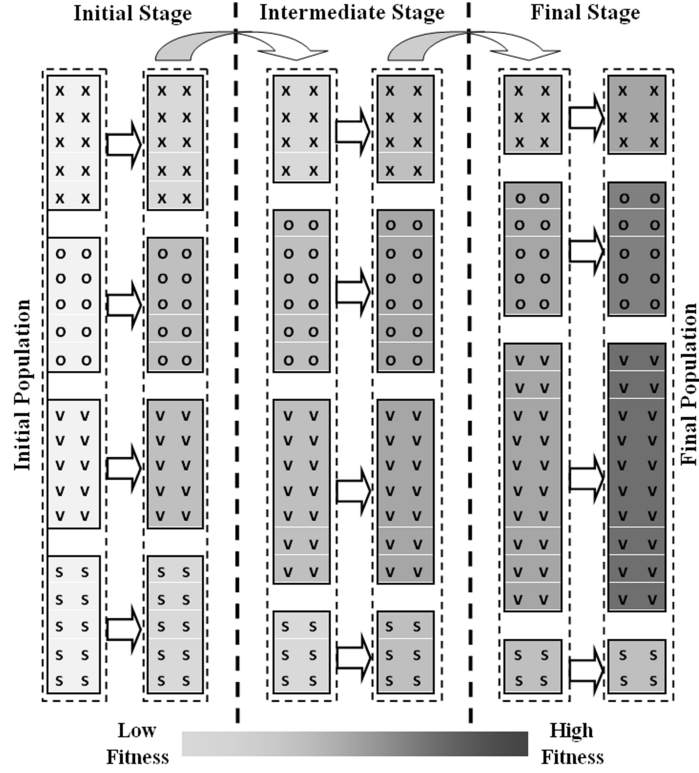 Initial Stage
Intermediate Stage
Final Stage
Initial Population
X X X X
X X X X
X X X X
X X X X
X X X X
O O O O
O O O O
O O O O
O O O O
O O O O
V V V V
V V V V
V V V V
V V V V
V V V V
S S S S
S S S S
S S S S
S S S S
S S S S
X X X X
X X X X
X X X X
X X X X
O O O O
O O O O
O O O O
O O O O
O O O O
O O O O
V V V V
V V V V
V V V V
V V V V
V V V V
V V V V
V V V V
S S S S
S S S S
S S S S
X X X X
X X X X
X X X X
O O O O
O O O O
O O O O
O O O O
O O O O
V V V V
V V V V
V V V V
V V V V
V V V V
V V V V
V V V V
V V V V
V V V V
V V V V
S S S S
S S S S
Final Population
Low
Fitness
High
Fitness